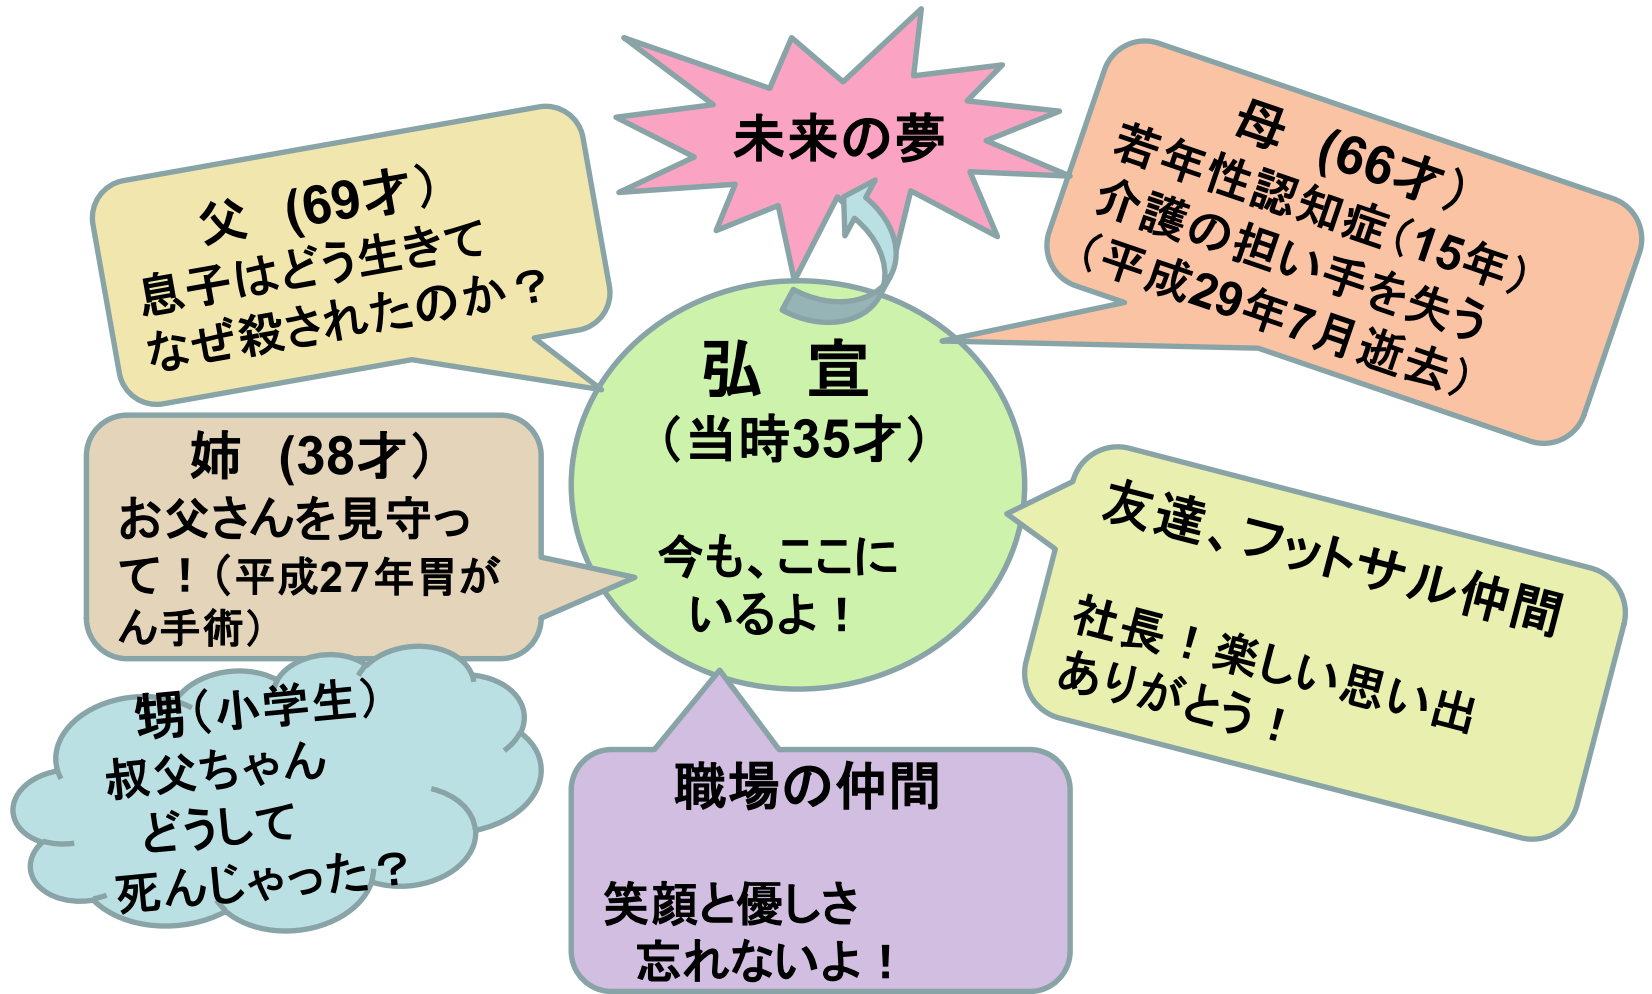 未来の夢
父　(69才）
息子はどう生きて
なぜ殺されたのか？
母　(66才）
若年性認知症（15年）
介護の担い手を失う
（平成29年7月逝去）
弘　宣
（当時35才）
今も、ここに
いるよ！
姉　(38才）
お父さんを見守っ
て！（平成27年胃が
ん手術）
友達、フットサル仲間
社長！楽しい思い出
ありがとう！
甥（小学生）
叔父ちゃん
どうして
死んじゃった？
職場の仲間
笑顔と優しさ
忘れないよ！